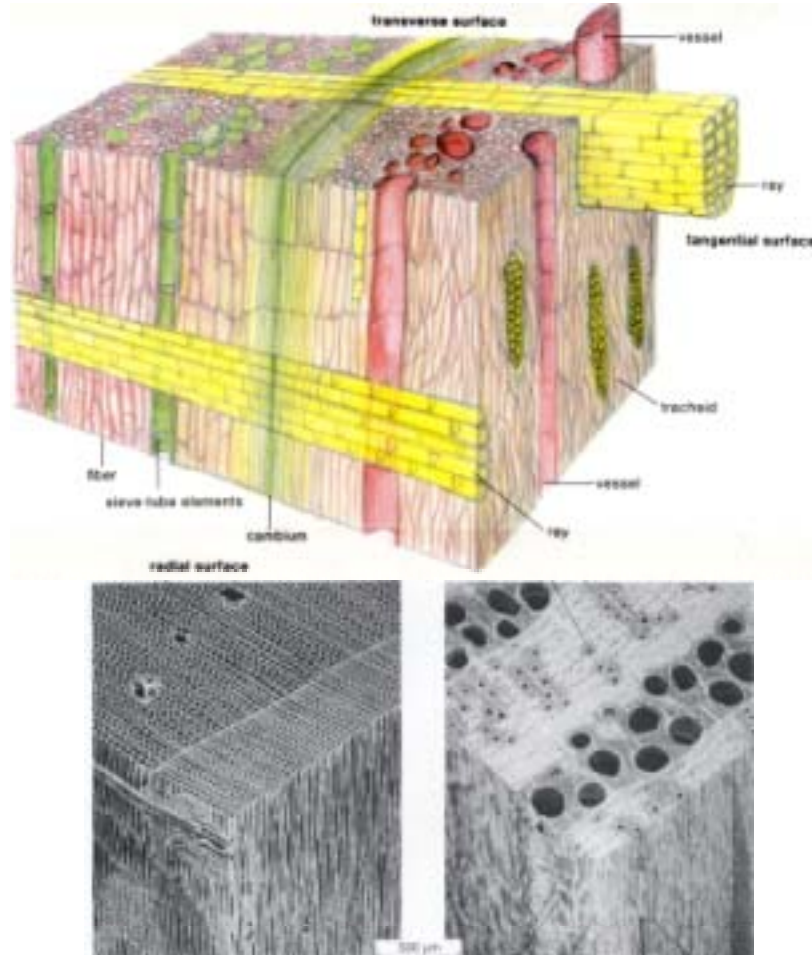 transverse surface
vessel
ray
tangential surface
tracheid
vessel
fiber
sieve-tube elements
cambium
ray
radial surface
500 µm